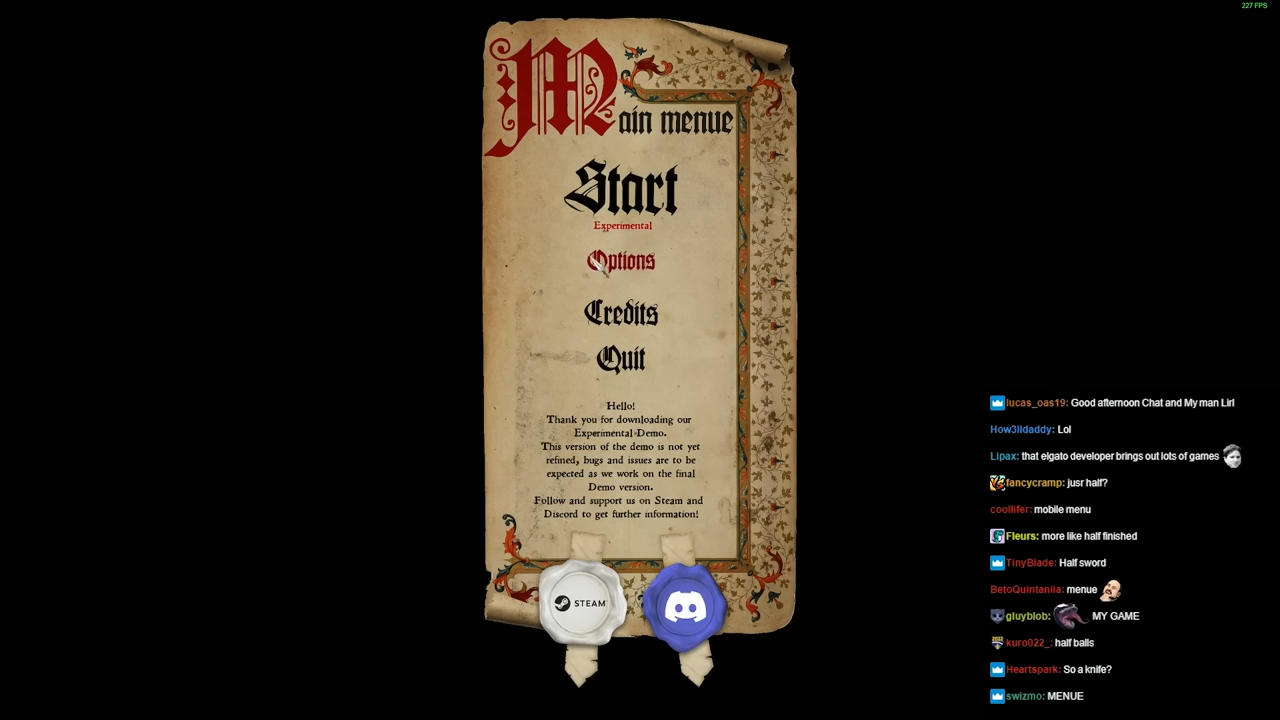 227 FPS
Main menue
Start
Experimental
Options
Credits
Quit
Hello!
Thank you for downloading our
Experimental Demo.
This version of the demo is not yet
refined, bugs and issues are to be
expected as we work on the final
Demo version.
Follow and support us on Steam and
Discord to get further information!
STEAM
lucas_oas19: Good afternoon Chat and My man Lirl
How3lldaddy: Lol
Lipax: that elgato developer brings out lots of games
fancycramp: jusr half?
coollifer: mobile menu
Fleurs: more like half finished
TinyBlade: Half sword
BetoQuintanila: menue
gluyblob: MY GAME
kuro022_: half balls
Heartspark: So a knife?
swizmo: MENUE